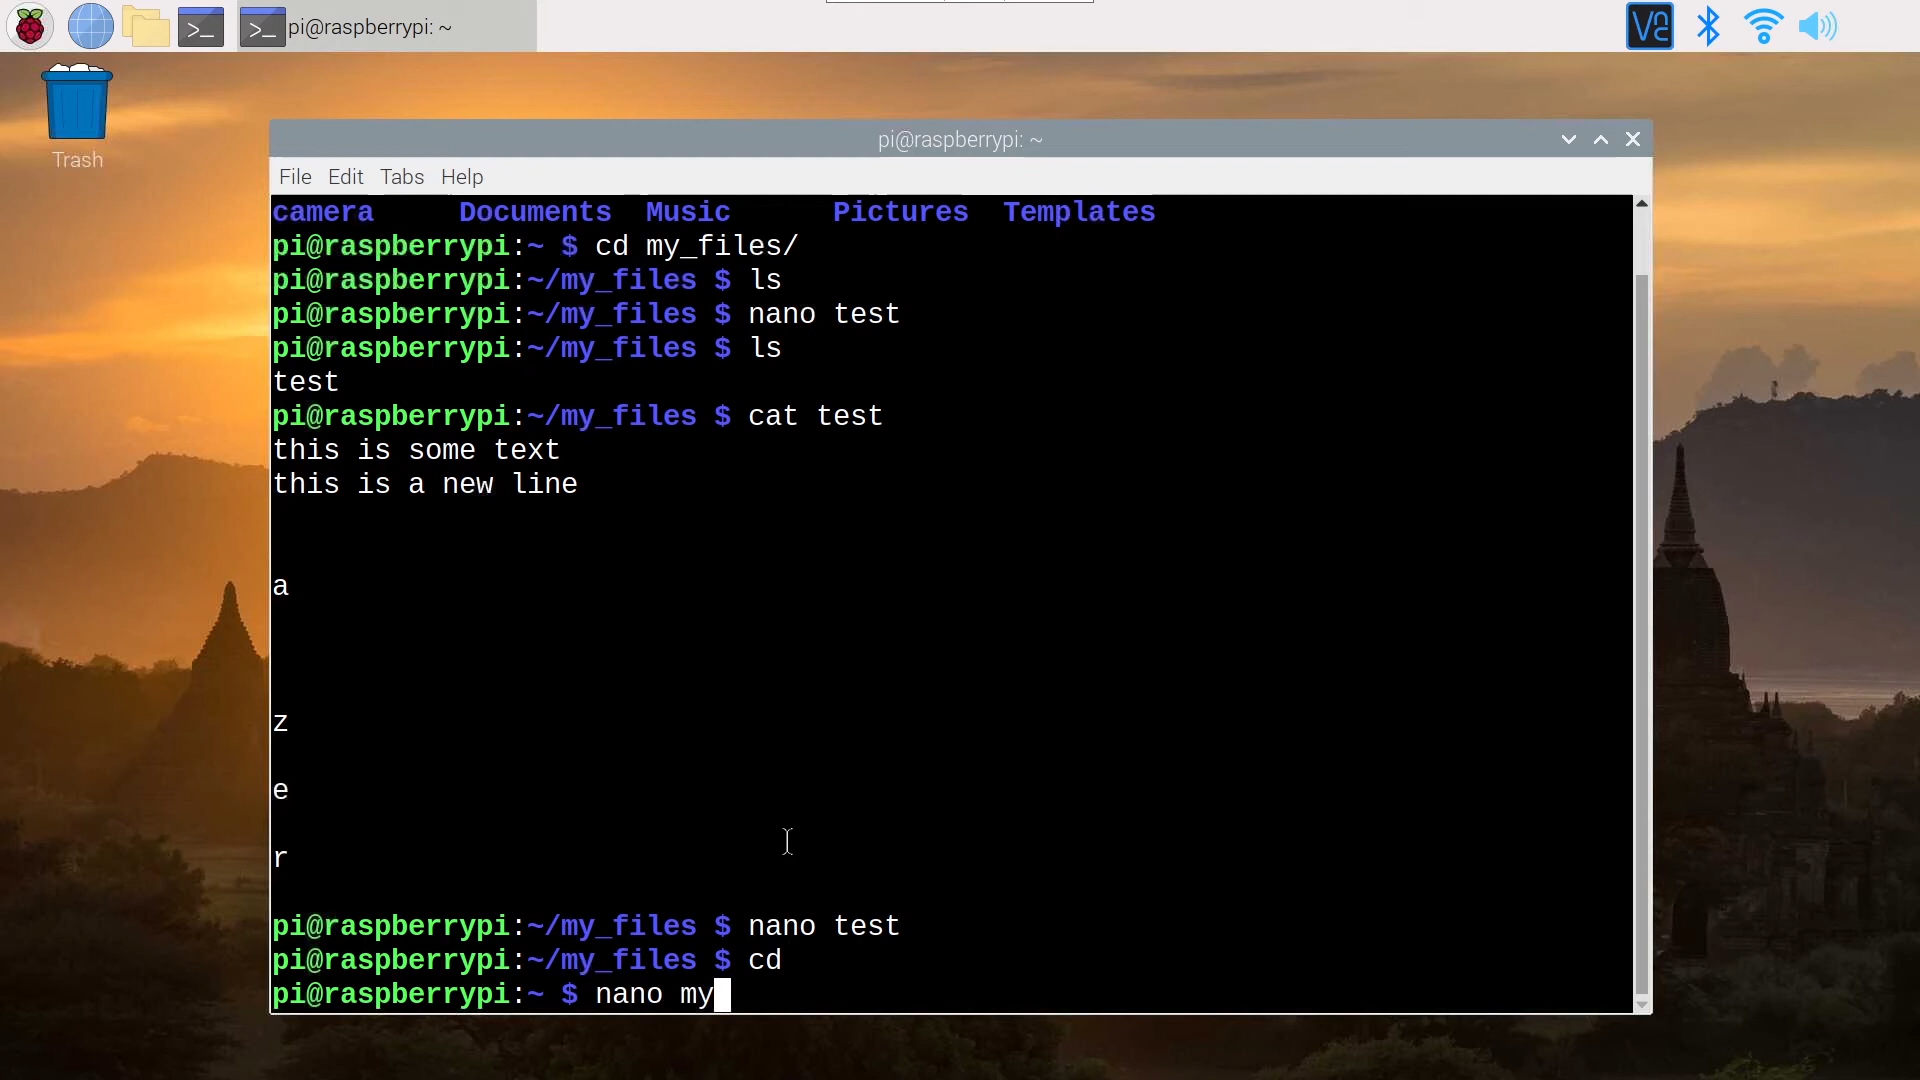 pi@raspberrypi: ~
Trash
pi@raspberrypi: ~
File Edit Tabs Help
camera Documents Music Pictures Templates
pi@raspberrypi:~ $ cd my_files/
pi@raspberrypi:~/my_files $ ls
pi@raspberrypi:~/my_files $ nano test
pi@raspberrypi:~/my_files $ ls
test
pi@raspberrypi:~/my_files $ cat test
this is some text
this is a new line
a
z
e
r
pi@raspberrypi:~/my_files $ nano test
pi@raspberrypi:~/my_files $ cd
pi@raspberrypi:~ $ nano my